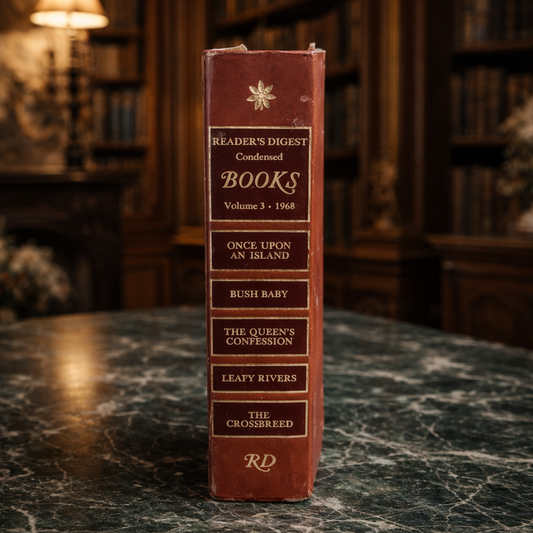 READER'S DIGEST
Condensed
BOOKS
Volume 3 • 1968
ONCE UPON
AN ISLAND
BUSH BABY
THE QUEEN'S
CONFESSION
LEAFY RIVERS
THE
CROSSBREED
RD